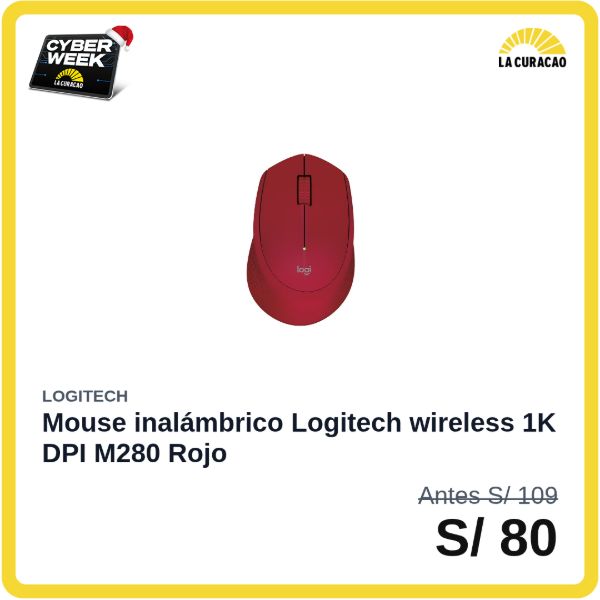 CYBER
WEEK
LA CURACAO
LA CURACAO
logi
LOGITECH
Mouse inalámbrico Logitech wireless 1K
DPI M280 Rojo
Antes S/ 109
S/ 80